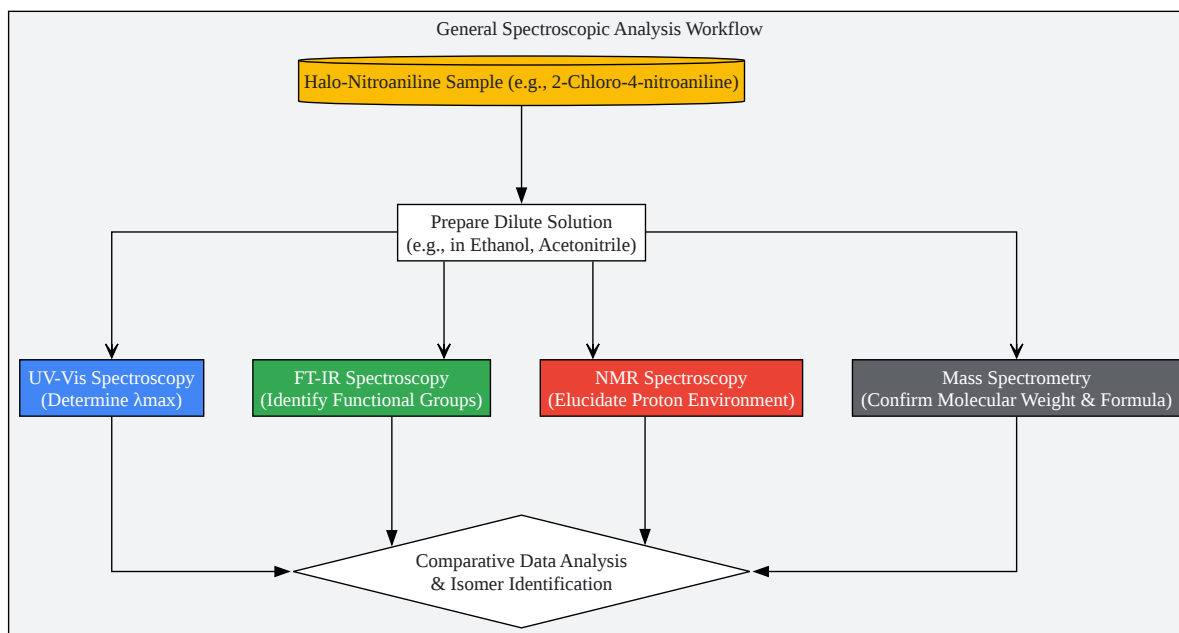 General Spectroscopic Analysis Workflow
Halo-Nitroaniline Sample (e.g., 2-Chloro-4-nitroaniline)
Prepare Dilute Solution
(e.g., in Ethanol, Acetonitrile)
UV-Vis Spectroscopy
(Determine λmax)
FT-IR Spectroscopy
(Identify Functional Groups)
NMR Spectroscopy
(Elucidate Proton Environment)
Mass Spectrometry
(Confirm Molecular Weight & Formula)
Comparative Data Analysis
& Isomer Identification